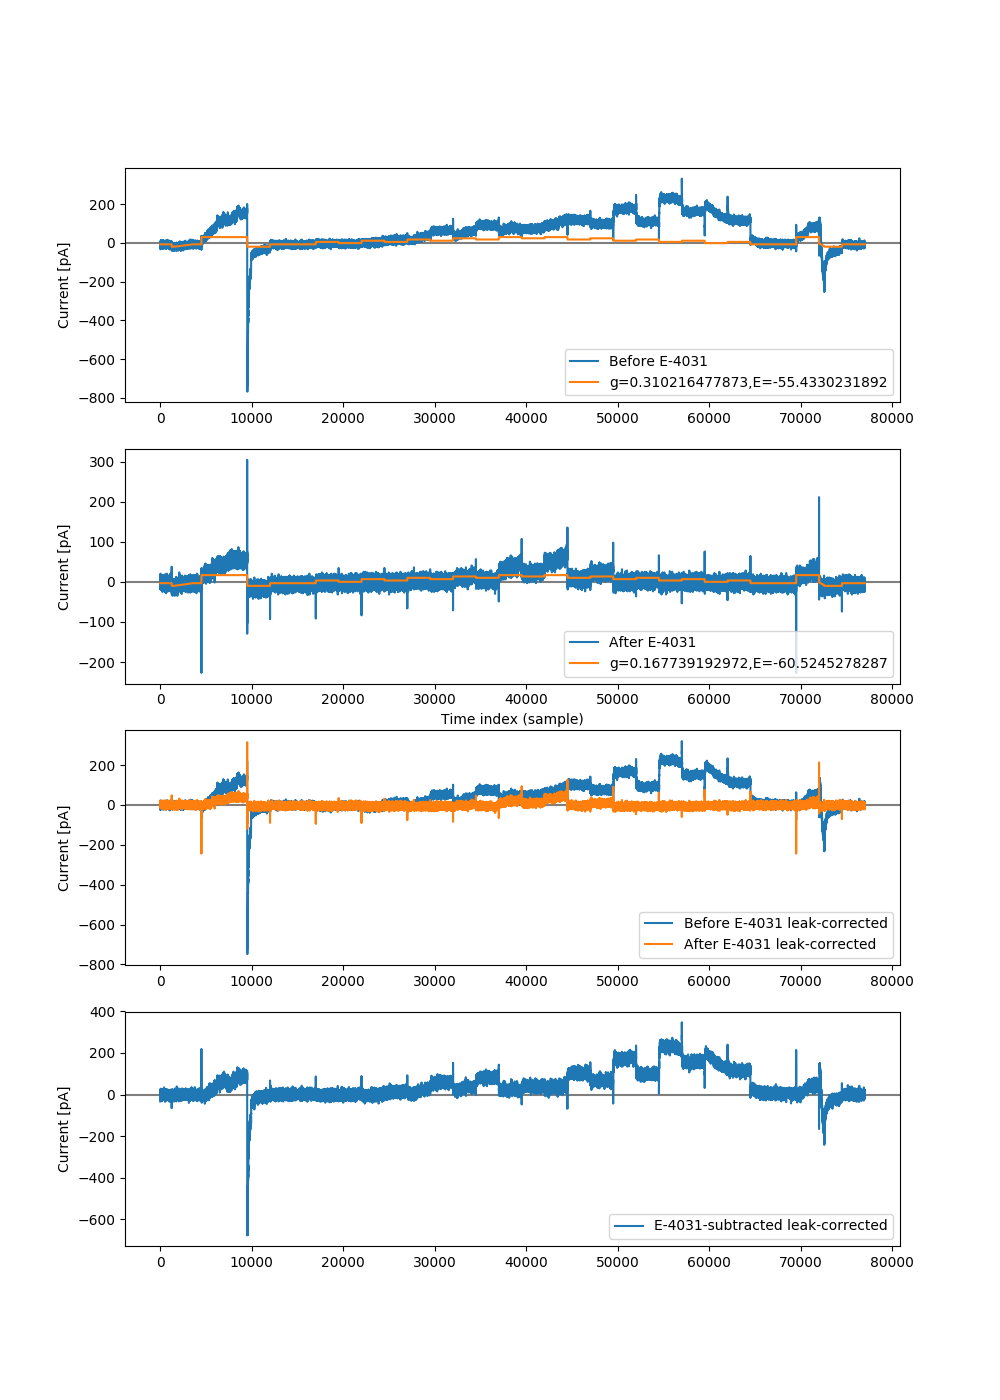 200
0
−200
−400
−600
−800
Current [pA]
Before E-4031
g=0.310216477873,E=-55.4330231892
0 10000 20000 30000 40000 50000 60000 70000 80000
300
200
100
0
−100
−200
Current [pA]
After E-4031
g=0.167739192972,E=-60.5245278287
0 10000 20000 30000 40000 50000 60000 70000 80000
Time index (sample)
200
0
−200
−400
−600
−800
Current [pA]
Before E-4031 leak-corrected
After E-4031 leak-corrected
0 10000 20000 30000 40000 50000 60000 70000 80000
400
200
0
−200
−400
−600
Current [pA]
E-4031-subtracted leak-corrected
0 10000 20000 30000 40000 50000 60000 70000 80000